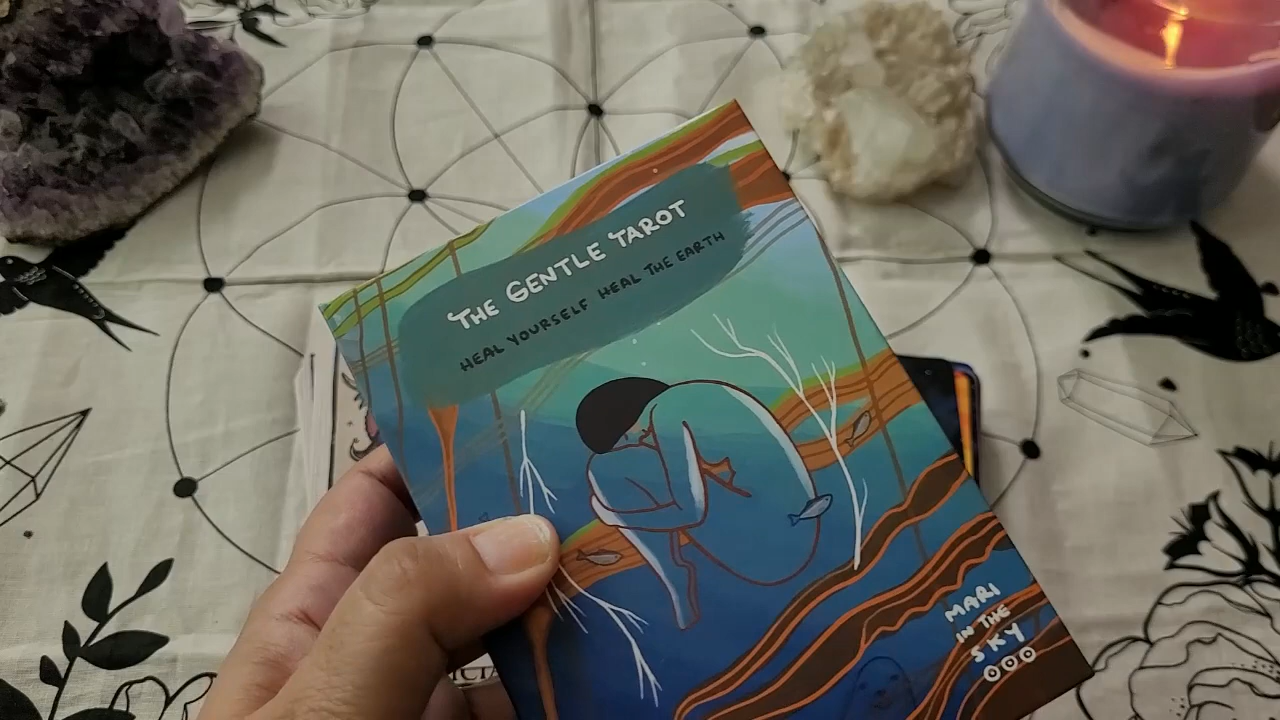 THE GENTLE TAROT
HEAL YOURSELF HEAL THE EARTH
MARI
IN THE
SKY